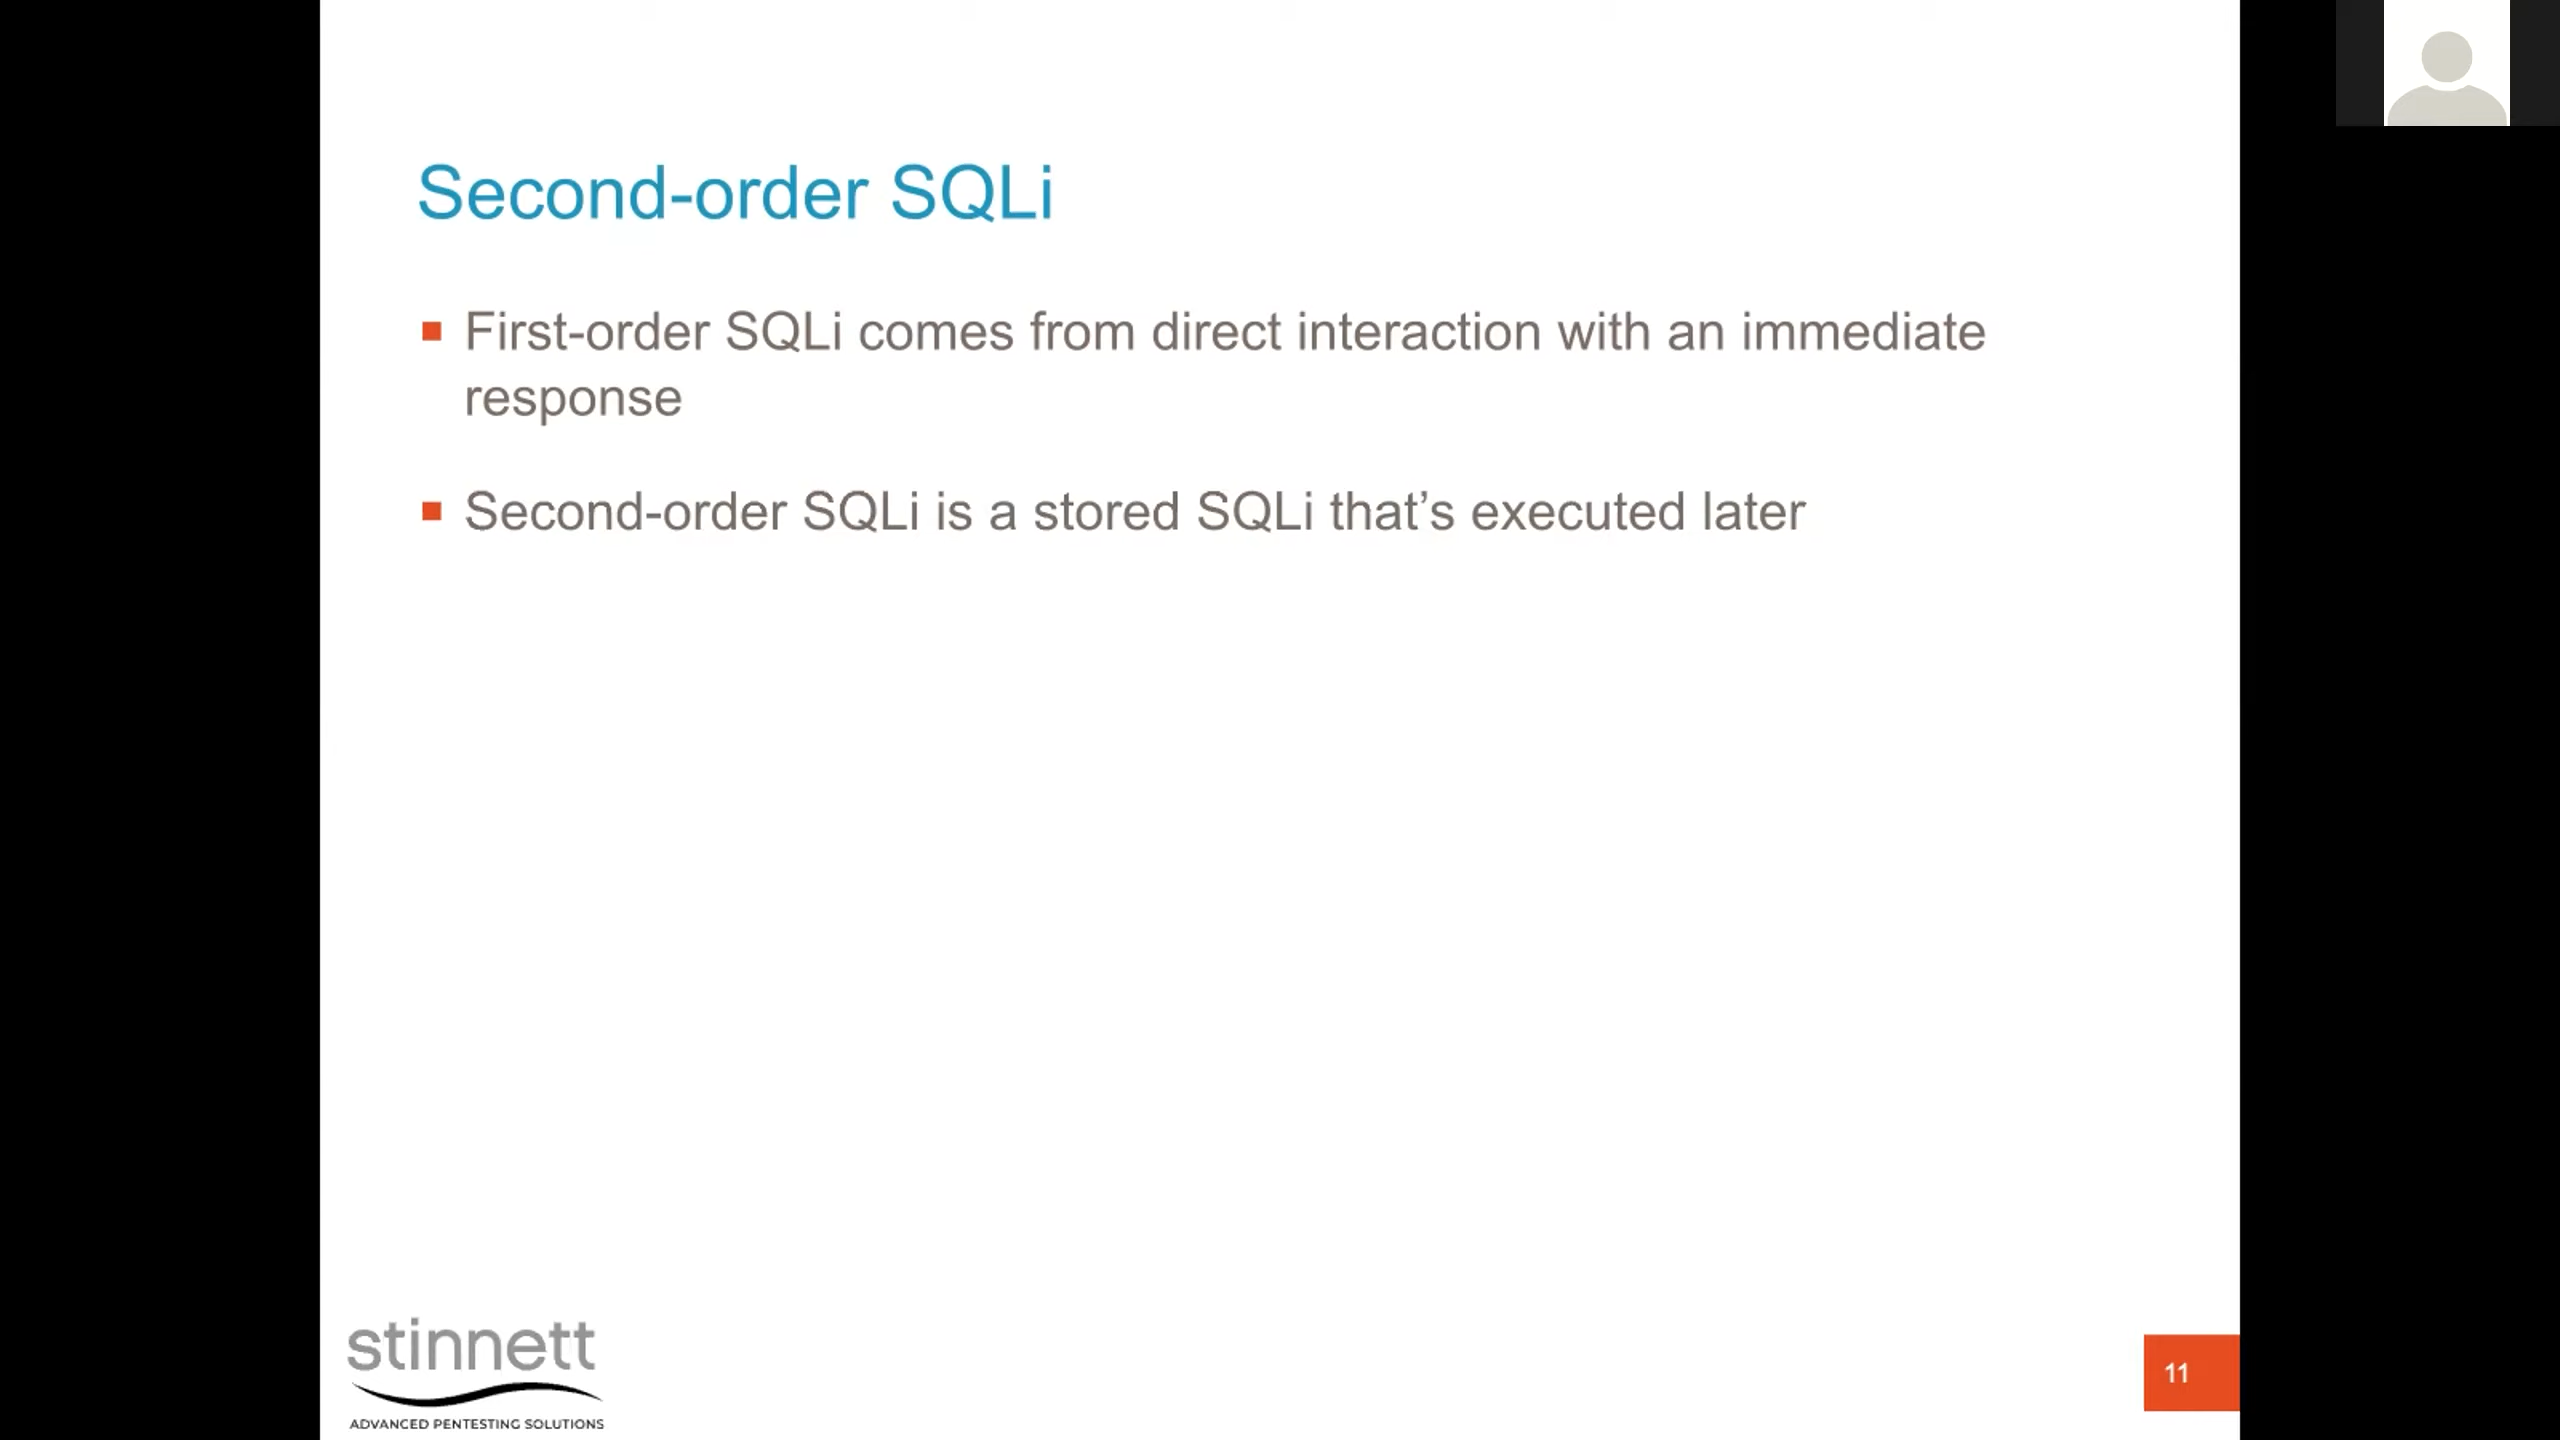 Second-order SQLi
First-order SQLi comes from direct interaction with an immediate
response
Second-order SQLi is a stored SQLi that’s executed later
stinnett
ADVANCED PENTESTING SOLUTIONS
11